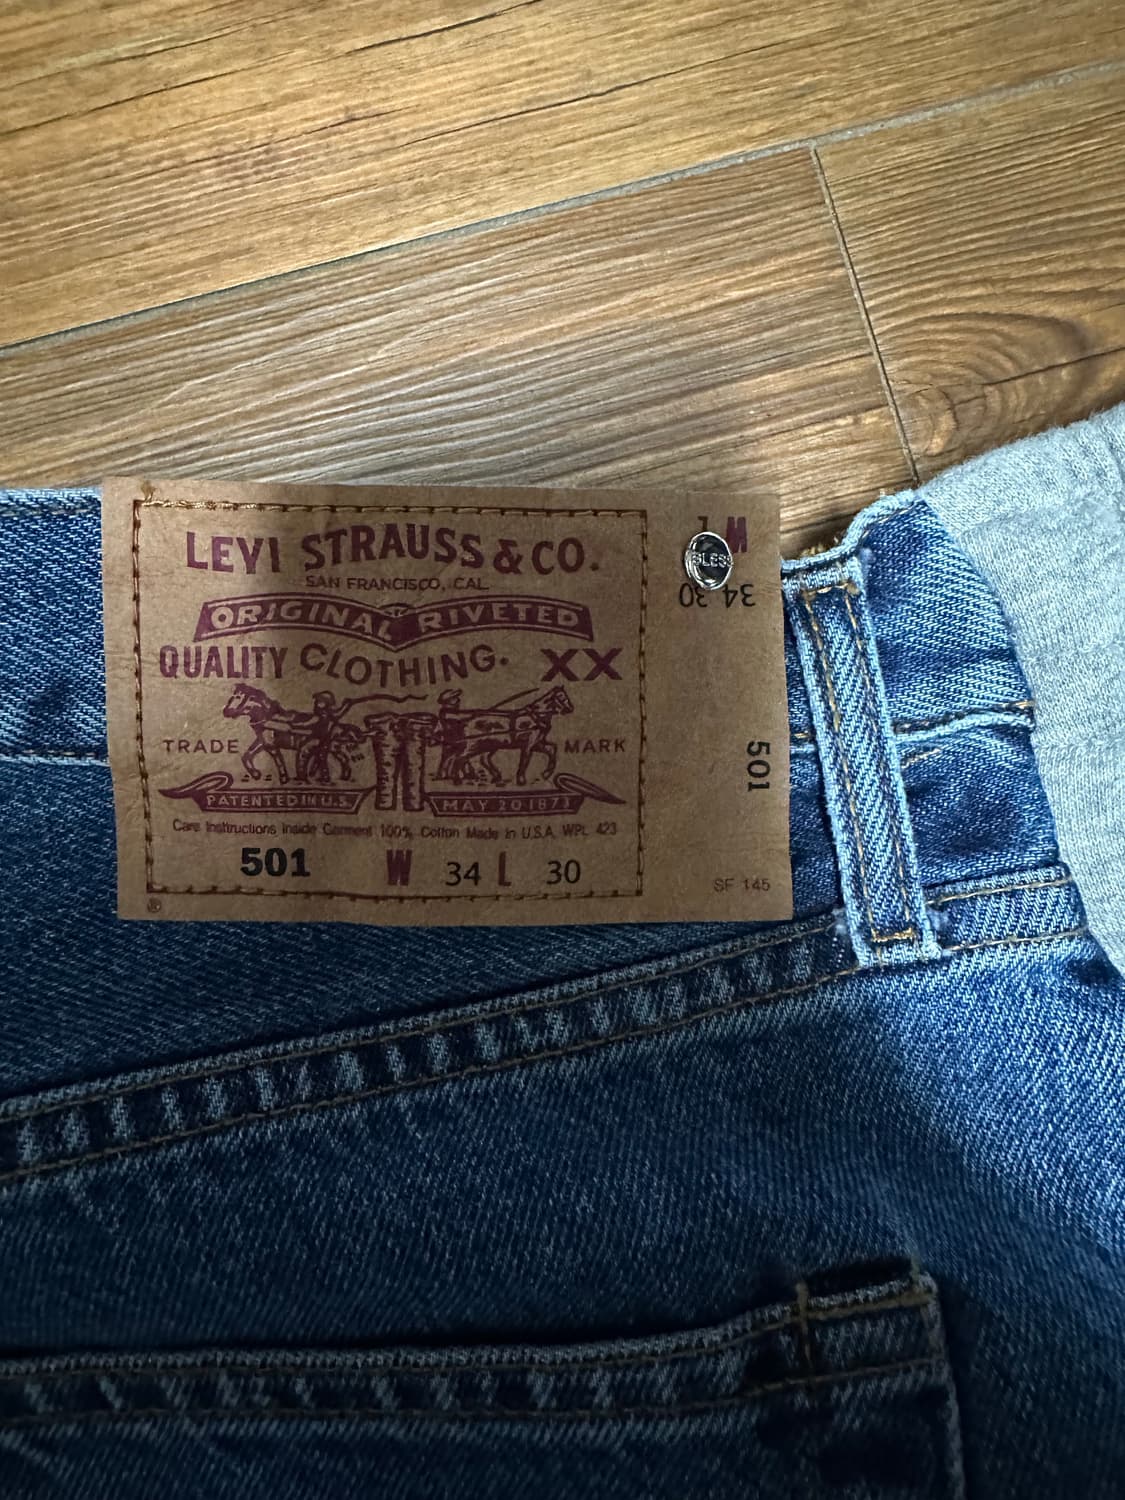 LEVI STRAUSS & CO.
SAN FRANCISCO, CAL.
ORIGINAL RIVETED
QUALITY CLOTHING. XX
TRADE MARK
PATENTED IN U.S. MAY 20 1873
Care Instructions Inside Garment 100% Cotton Made in U.S.A. WPL 423
501 W 34 L 30
®
W 34
L 30
501
SF 145